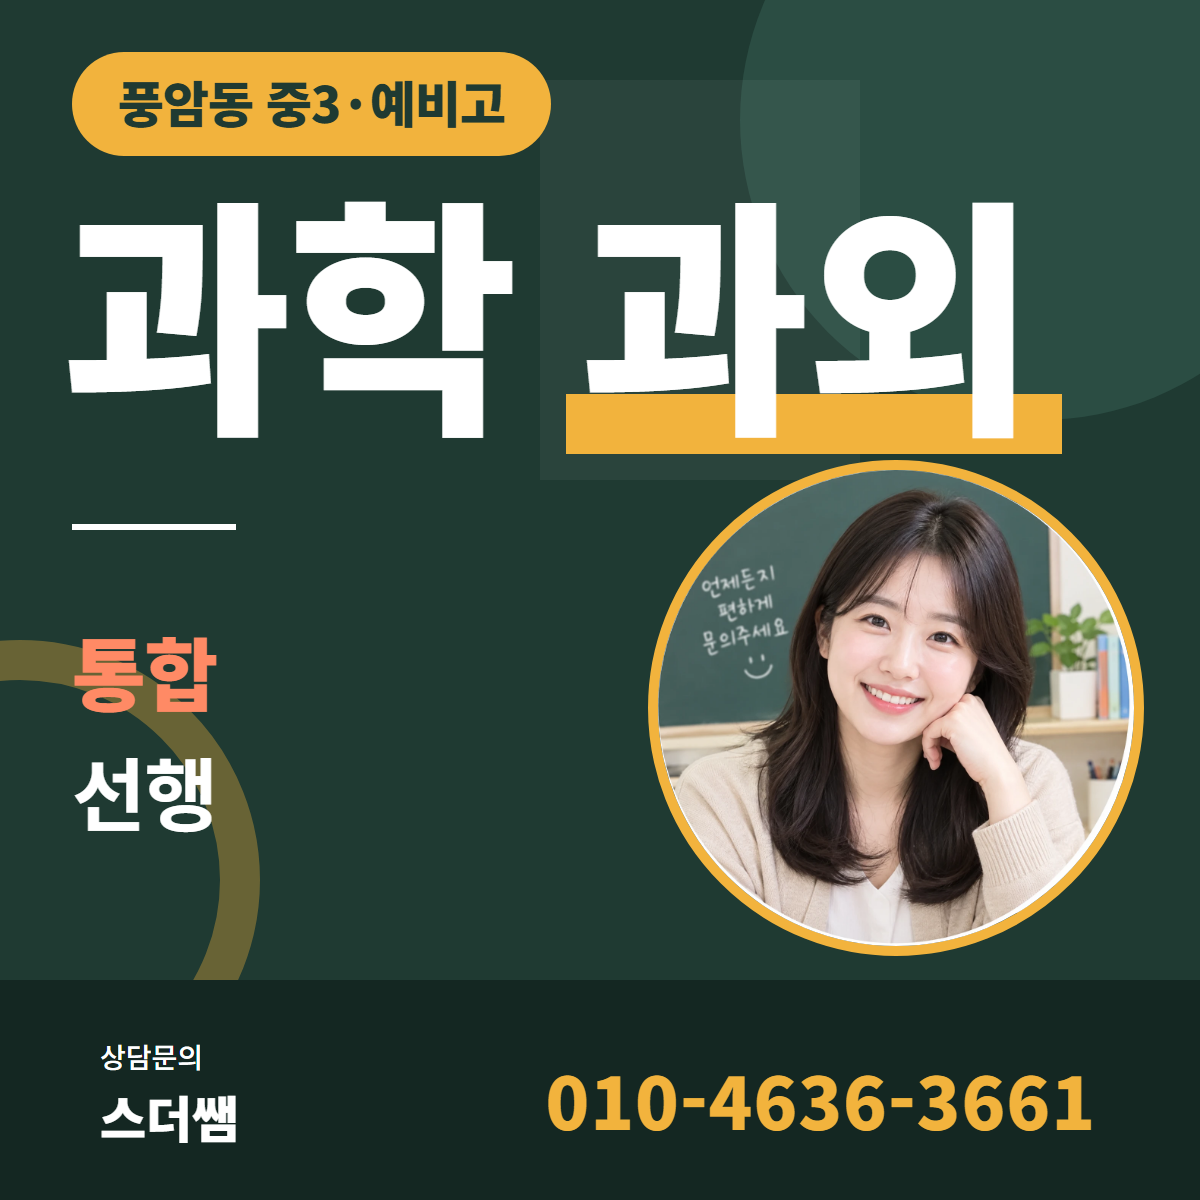 풍암동 중3·예비고
과학 과외
언제든지
편하게
문의주세요
통합
선행
상담문의
스더쌤
010-4636-3661